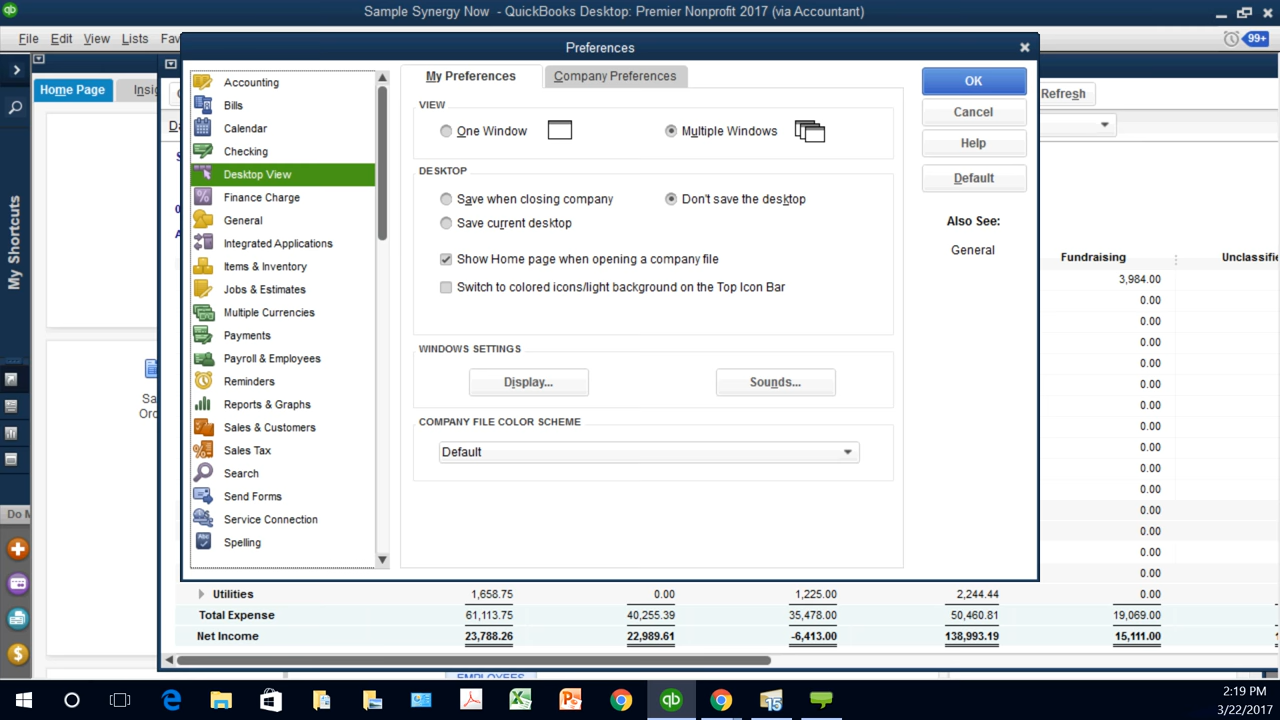 Sample Synergy Now - QuickBooks Desktop: Premier Nonprofit 2017 (via Accountant)
File Edit View Lists Fav
99+
Preferences
Home Page
Insig
Refresh
My Shortcuts
Do M
Accounting
Bills
Calendar
Checking
Desktop View
Finance Charge
General
Integrated Applications
Items & Inventory
Jobs & Estimates
Multiple Currencies
Payments
Payroll & Employees
Reminders
Reports & Graphs
Sales & Customers
Sales Tax
Search
Send Forms
Service Connection
Spelling
My Preferences
Company Preferences
VIEW
One Window
Multiple Windows
DESKTOP
Save when closing company
Don't save the desktop
Save current desktop
Show Home page when opening a company file
Switch to colored icons/light background on the Top Icon Bar
WINDOWS SETTINGS
Display...
Sounds...
COMPANY FILE COLOR SCHEME
Default
OK
Cancel
Help
Default
Also See:
General
Fundraising Unclassifie
3,984.00
0.00
0.00
0.00
0.00
0.00
0.00
0.00
0.00
0.00
0.00
0.00
0.00
0.00
0.00
Utilities 1,658.75 0.00 1,225.00 2,244.44 0.00
Total Expense 61,113.75 40,255.39 35,478.00 50,460.81 19,069.00
Net Income 23,788.26 22,989.61 -6,413.00 138,993.19 15,111.00
EMPLOYEES
2:19 PM
3/22/2017